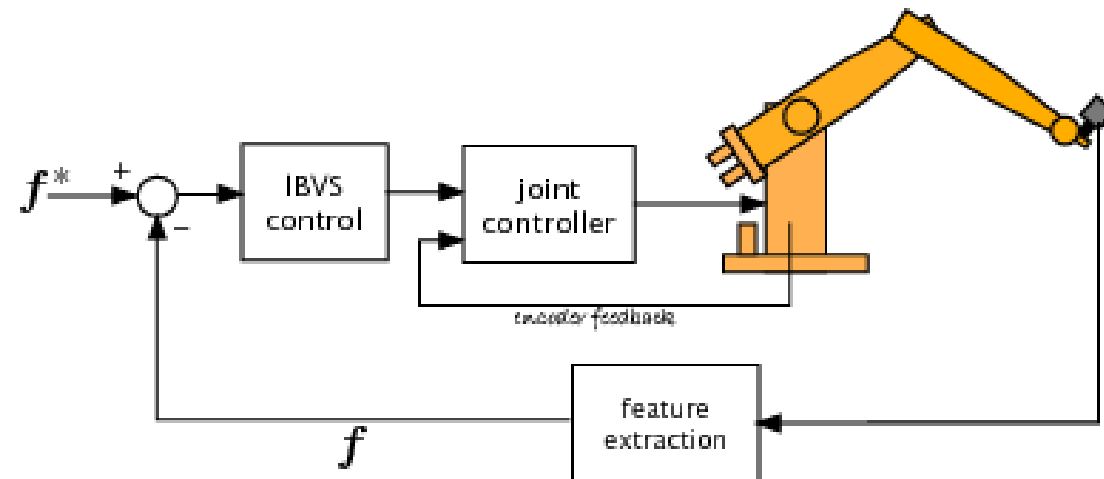 f*
+
−
IBVS
control
joint
controller
encoder feedback
feature
extraction
f